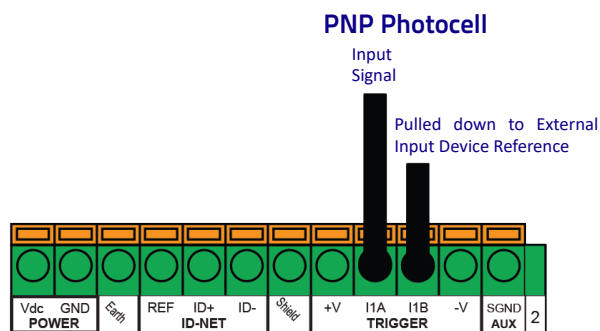 PNP Photocell
Input
Signal
Pulled down to External
Input Device Reference
Vdc GND Earth REF ID+ ID- Shield +V I1A I1B -V SGND 2
POWER ID-NET TRIGGER AUX